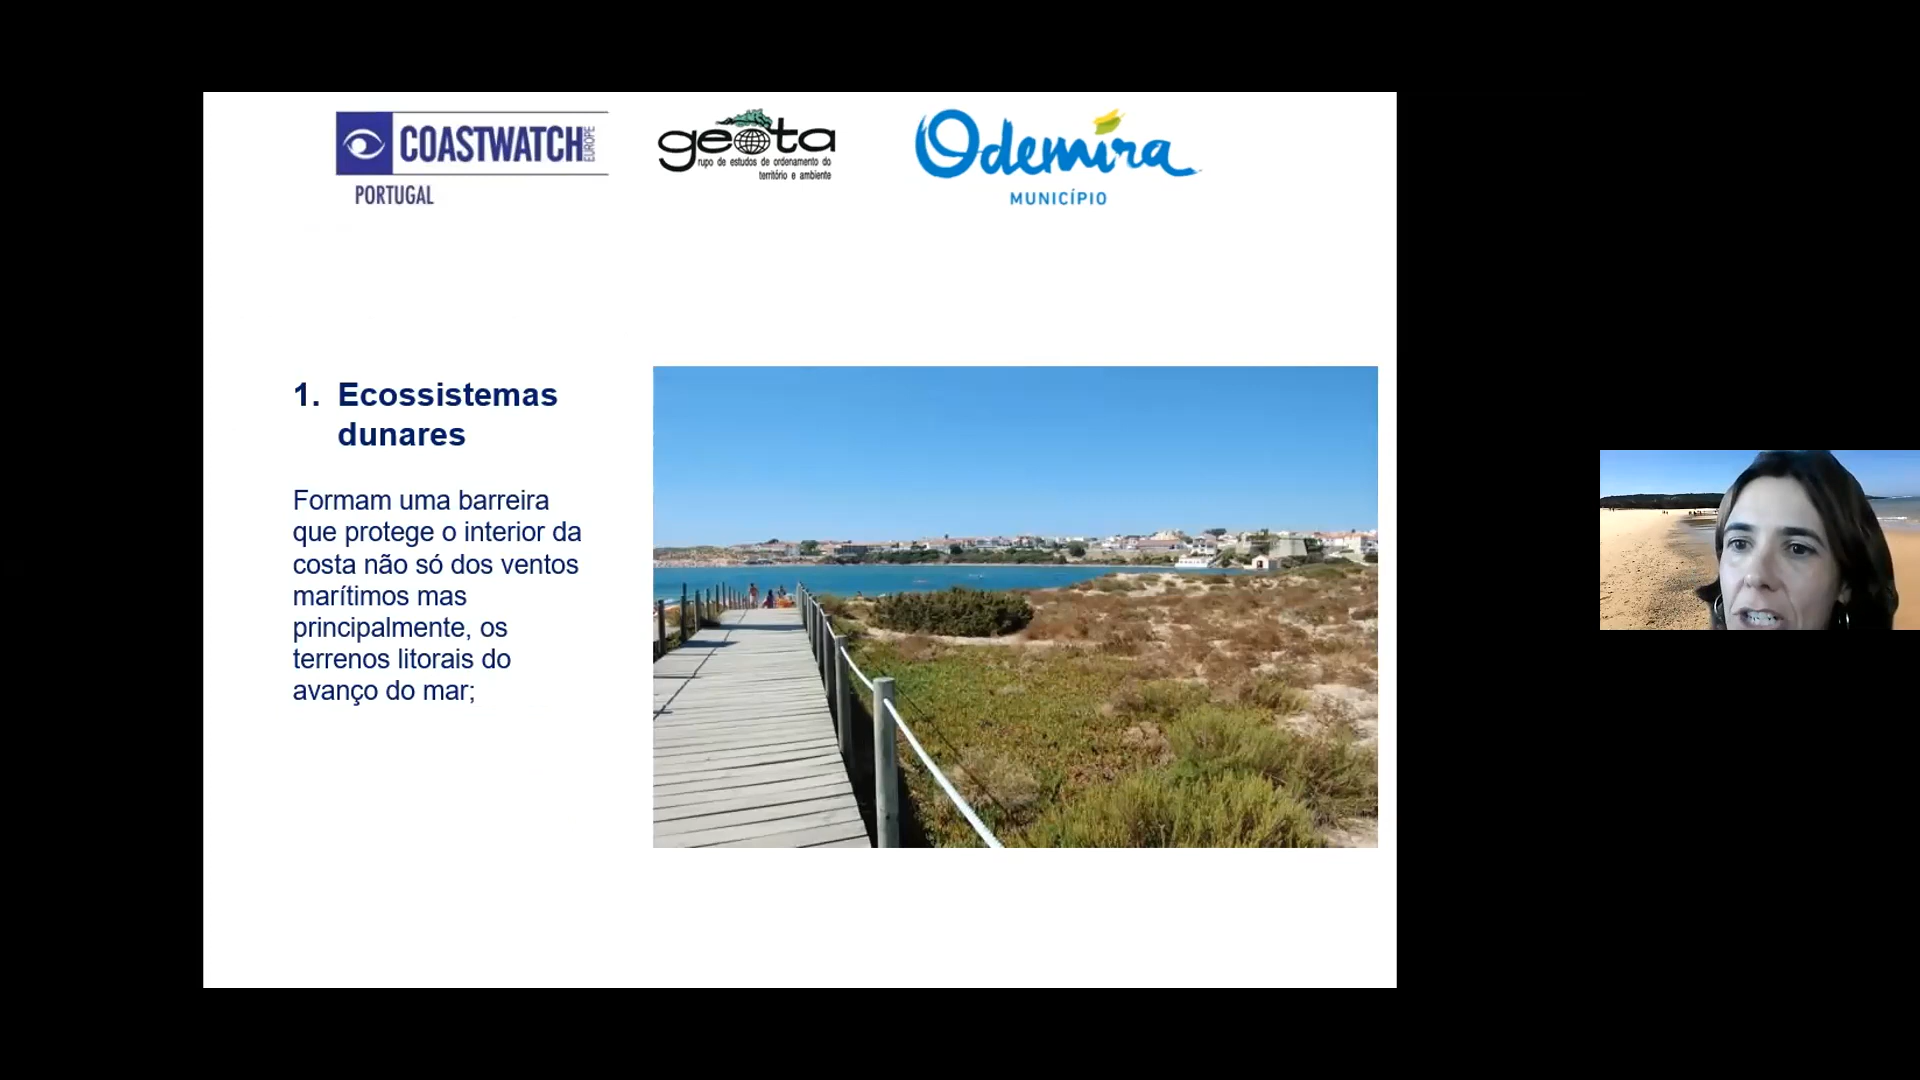 COASTWATCH EUROPE
PORTUGAL
geota
rupo de estudos de ordenamento do
território e ambiente
Odemira
MUNICÍPIO
1. Ecossistemas
dunares
Formam uma barreira
que protege o interior da
costa não só dos ventos
marítimos mas
principalmente, os
terrenos litorais do
avanço do mar;